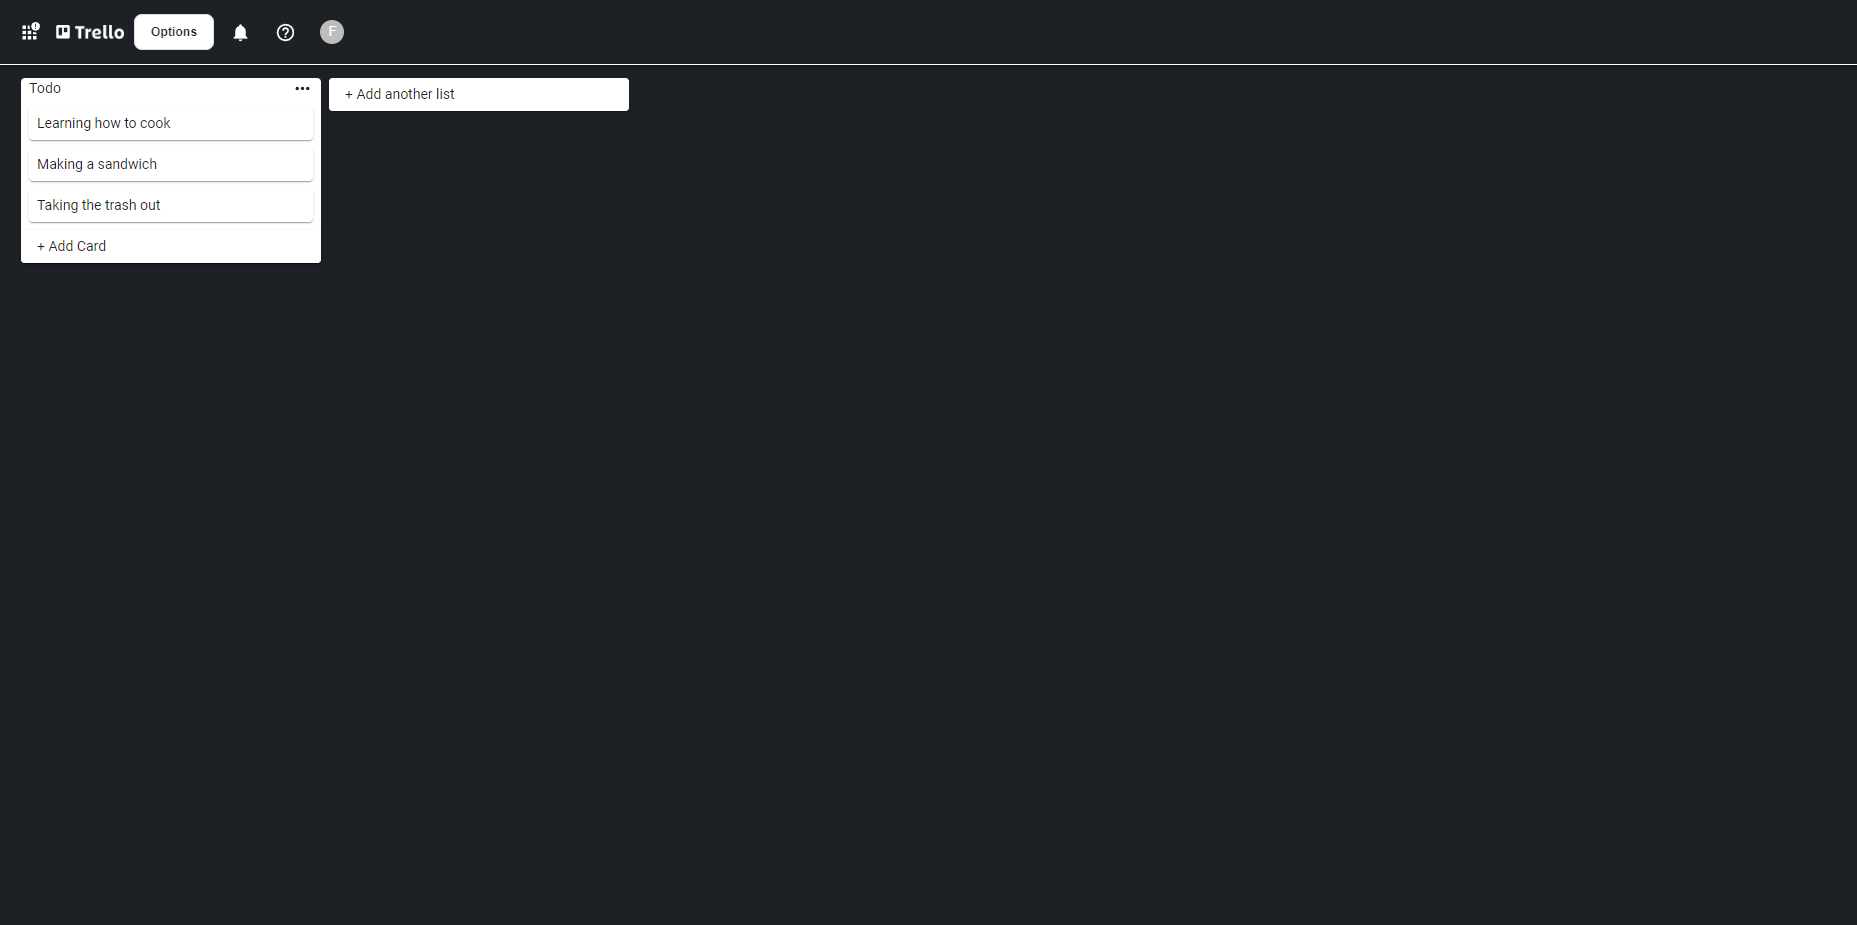 Trello
Options
F
Todo
Learning how to cook
Making a sandwich
Taking the trash out
+ Add Card
+ Add another list